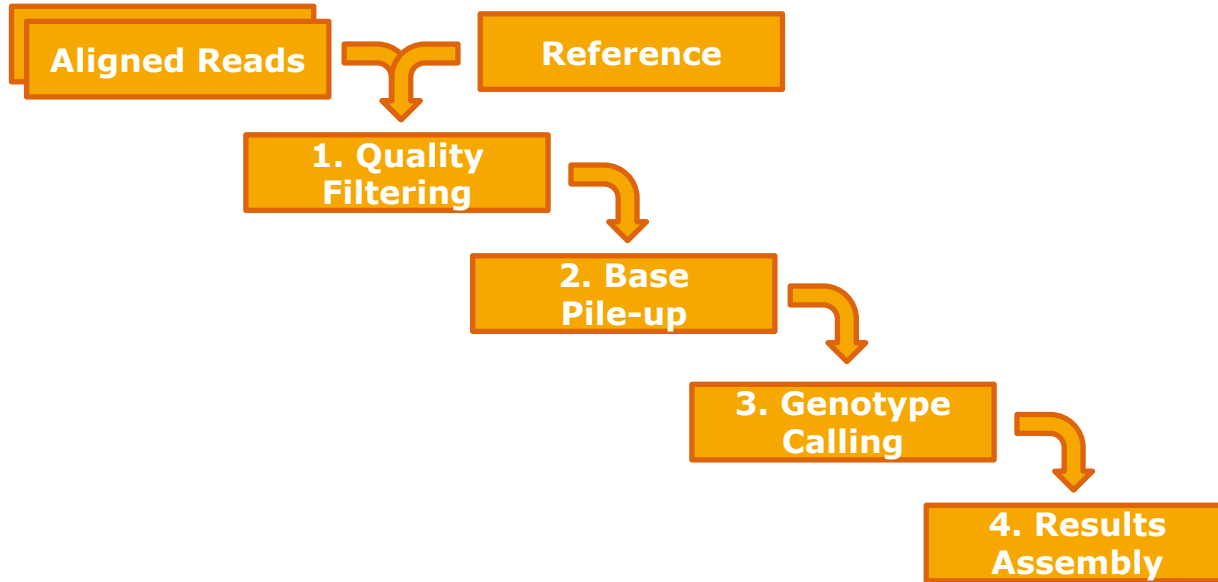 Aligned Reads
Reference
1. Quality
Filtering
2. Base
Pile-up
3. Genotype
Calling
4. Results
Assembly